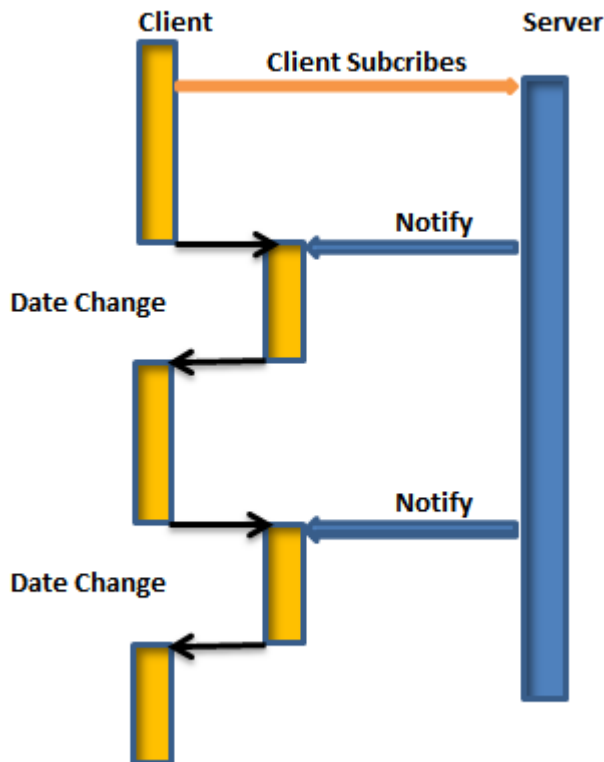 Client
Server
Client Subcribes
Notify
Date Change
Notify
Date Change